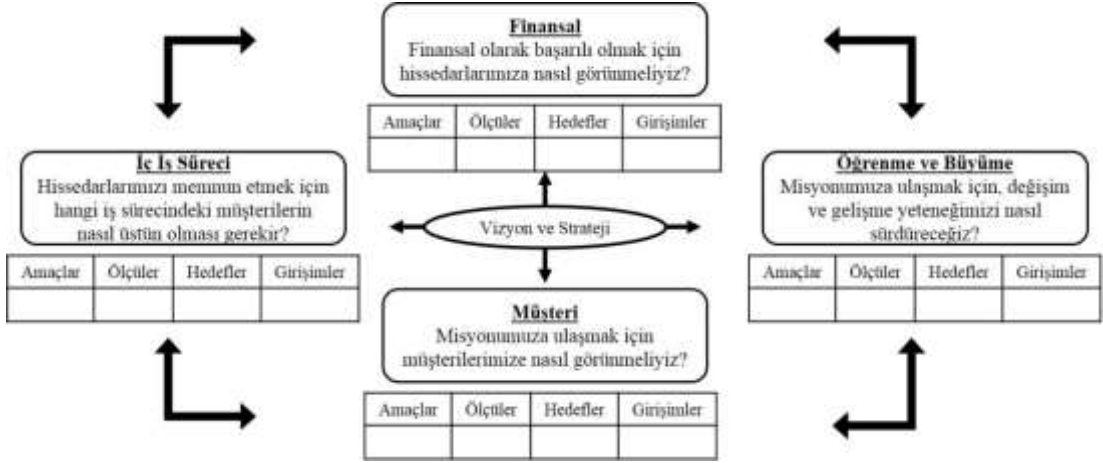 Finansal
Finansal olarak başarılı olmak için
hissedarlarımıza nasıl görünmeliyiz?
Amaçlar Ölçüler Hedefler Girişimler
İç İş Süreci
Hissedarlarımızı memnun etmek için
hangi iş sürecindeki müşterilerin
nasıl üstün olması gerekir?
Amaçlar Ölçüler Hedefler Girişimler
Vizyon ve Strateji
Öğrenme ve Büyüme
Misyonumuza ulaşmak için, değişim
ve gelişme yeteneğimizi nasıl
sürdüreceğiz?
Amaçlar Ölçüler Hedefler Girişimler
Müşteri
Misyonumuza ulaşmak için
müşterilerimize nasıl görünmeliyiz?
Amaçlar Ölçüler Hedefler Girişimler